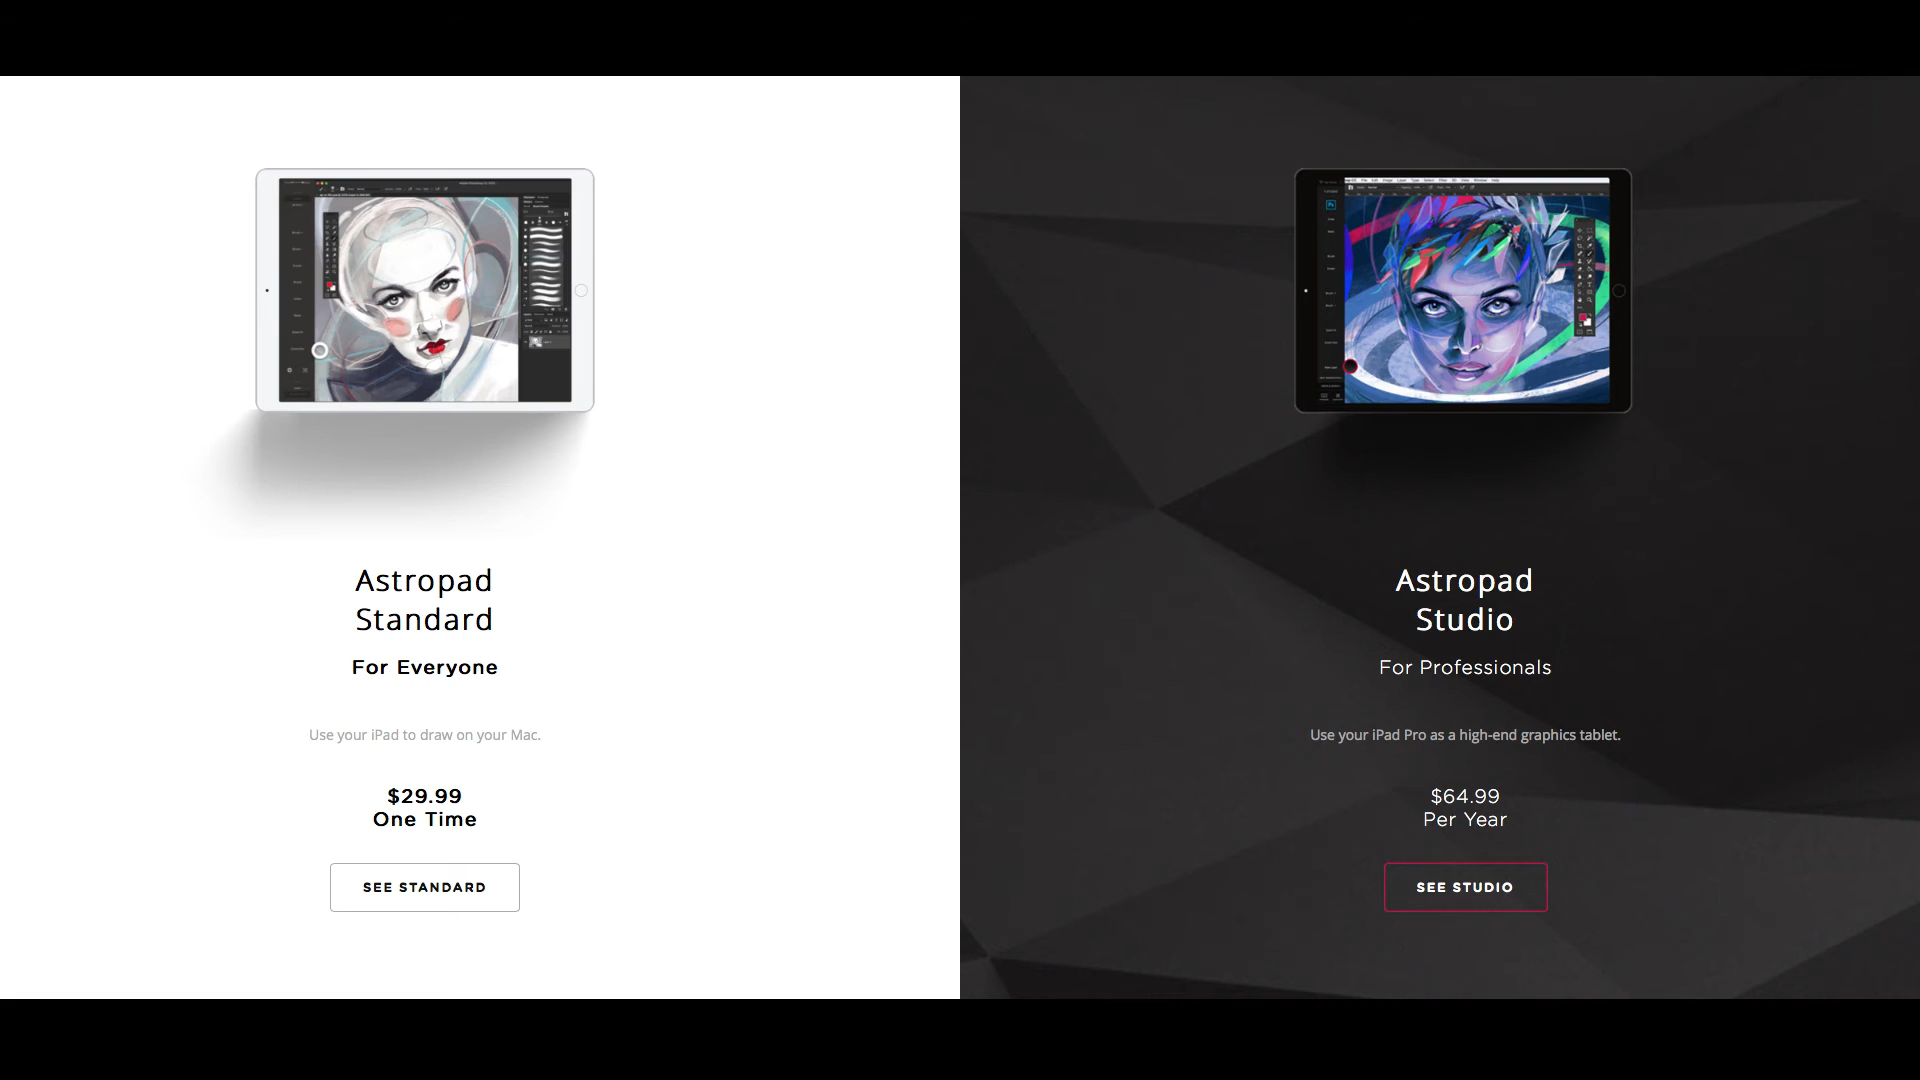 Astropad
Standard
For Everyone
Use your iPad to draw on your Mac.
$29.99
One Time
SEE STANDARD
Astropad
Studio
For Professionals
Use your iPad Pro as a high-end graphics tablet.
$64.99
Per Year
SEE STUDIO